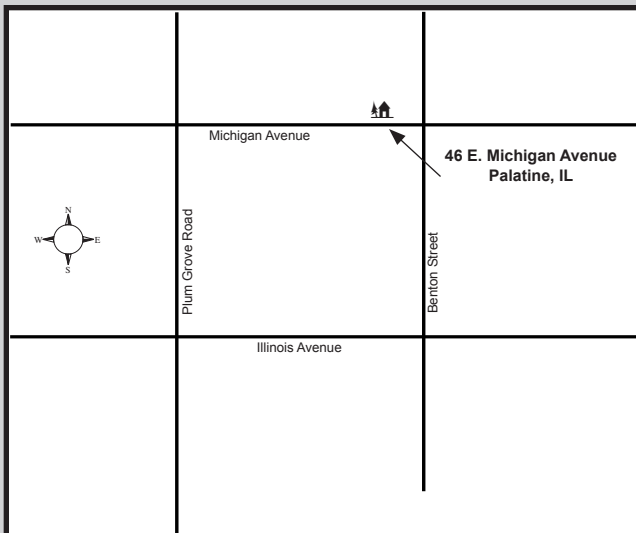 Michigan Avenue
46 E. Michigan Avenue
Palatine, IL
N
W
E
S
Plum Grove Road
Benton Street
Illinois Avenue